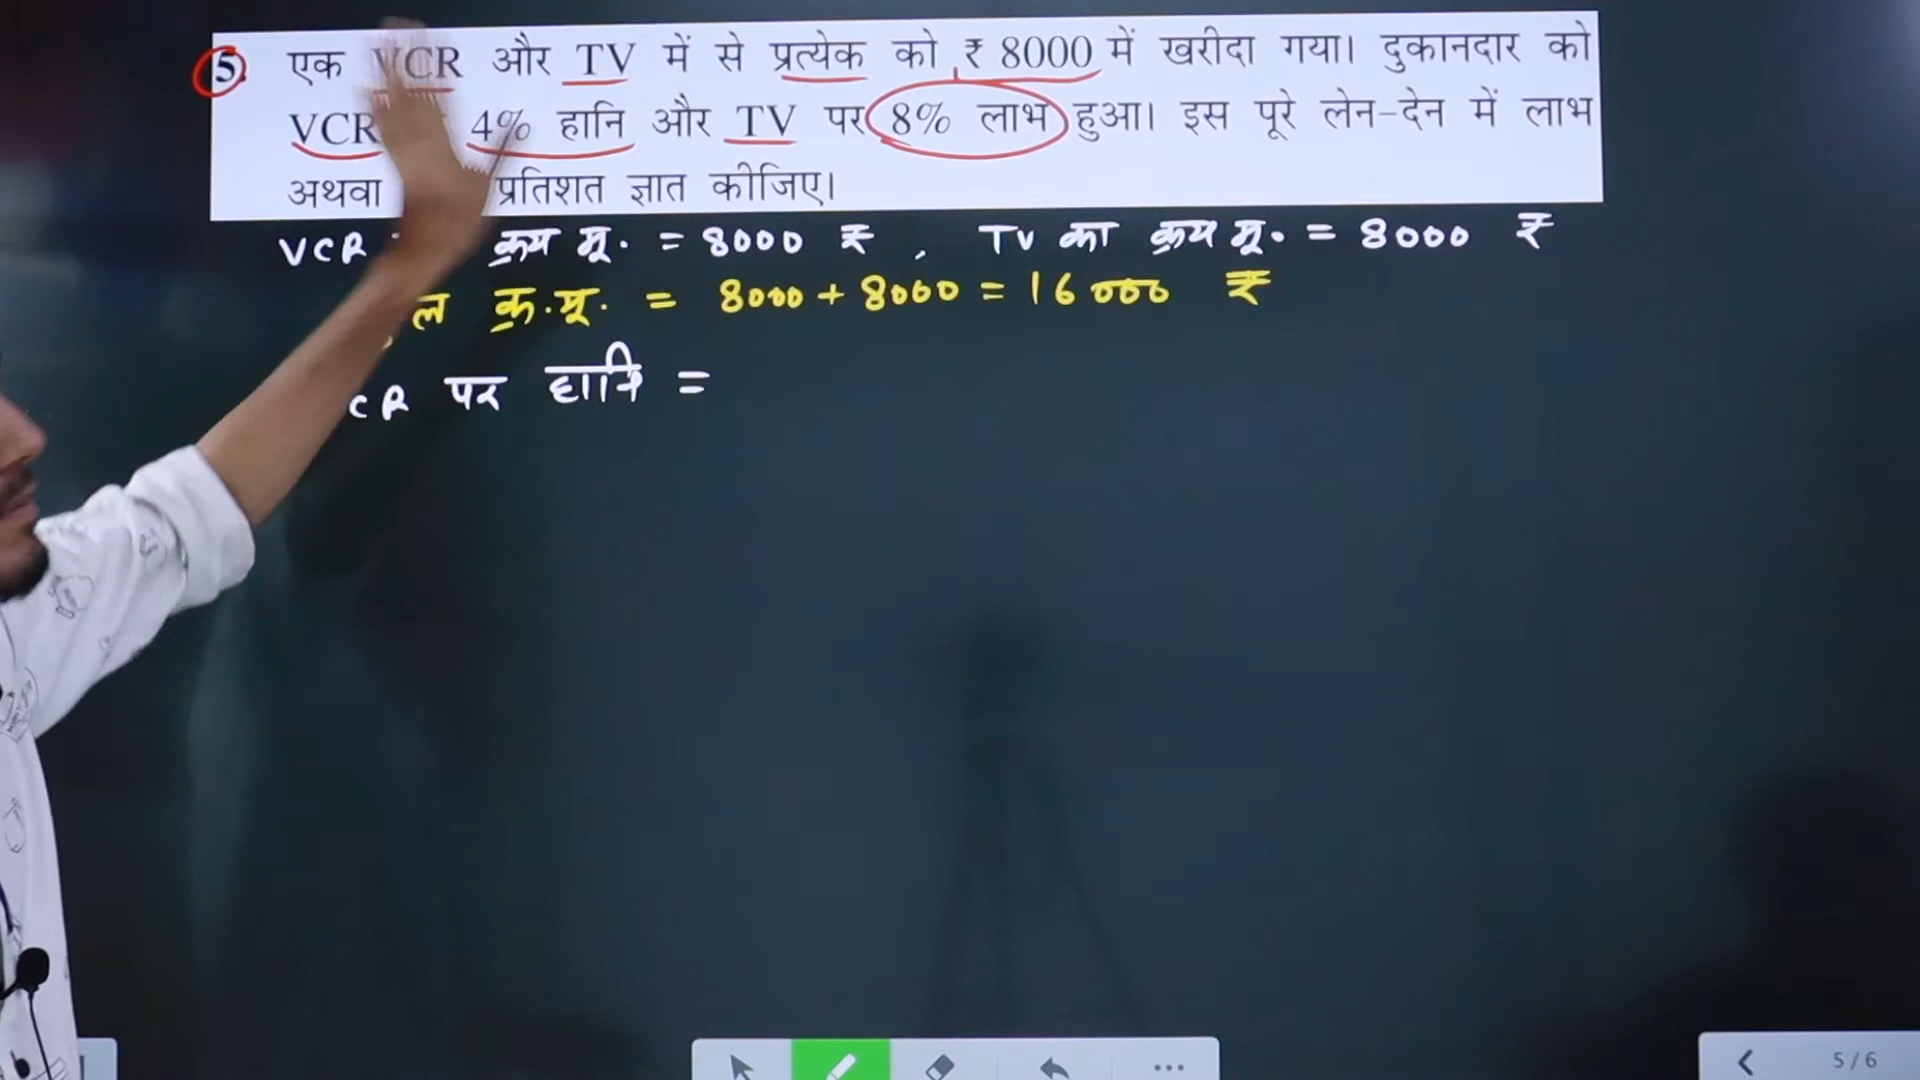 5. एक VCR और TV में से प्रत्येक को ₹ 8000 में खरीदा गया। दुकानदार को
VCR 4% हानि और TV पर 8% लाभ हुआ। इस पूरे लेन-देन में लाभ
अथवा प्रतिशत ज्ञात कीजिए।
VCR क्रय मू. = 8000 ₹ , TV का क्रय मू. = 8000 ₹
ल क्र.मू. = 8000 + 8000 = 16000 ₹
CR पर हानि =
5 / 6